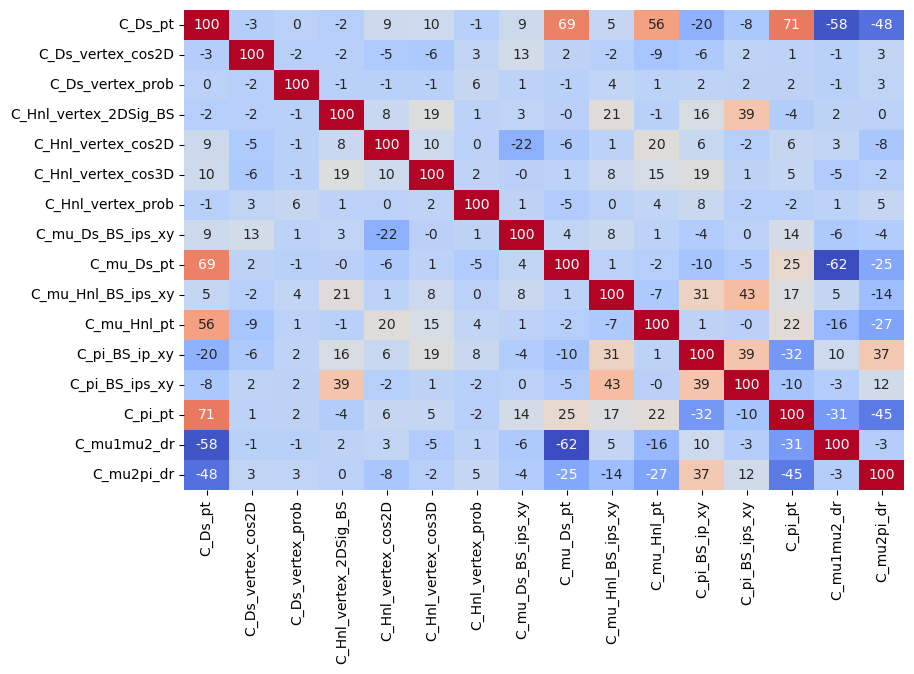 C_Ds_pt 100 -3 0 -2 9 10 -1 9 69 5 56 -20 -8 71 -58 -48
C_Ds_vertex_cos2D -3 100 -2 -2 -5 -6 3 13 2 -2 -9 -6 2 1 -1 3
C_Ds_vertex_prob 0 -2 100 -1 -1 -1 6 1 -1 4 1 2 2 2 -1 3
C_Hnl_vertex_2DSig_BS -2 -2 -1 100 8 19 1 3 -0 21 -1 16 39 -4 2 0
C_Hnl_vertex_cos2D 9 -5 -1 8 100 10 0 -22 -6 1 20 6 -2 6 3 -8
C_Hnl_vertex_cos3D 10 -6 -1 19 10 100 2 -0 1 8 15 19 1 5 -5 -2
C_Hnl_vertex_prob -1 3 6 1 0 2 100 1 -5 0 4 8 -2 -2 1 5
C_mu_Ds_BS_ips_xy 9 13 1 3 -22 -0 1 100 4 8 1 -4 0 14 -6 -4
C_mu_Ds_pt 69 2 -1 -0 -6 1 -5 4 100 1 -2 -10 -5 25 -62 -25
C_mu_Hnl_BS_ips_xy 5 -2 4 21 1 8 0 8 1 100 -7 31 43 17 5 -14
C_mu_Hnl_pt 56 -9 1 -1 20 15 4 1 -2 -7 100 1 -0 22 -16 -27
C_pi_BS_ip_xy -20 -6 2 16 6 19 8 -4 -10 31 1 100 39 -32 10 37
C_pi_BS_ips_xy -8 2 2 39 -2 1 -2 0 -5 43 -0 39 100 -10 -3 12
C_pi_pt 71 1 2 -4 6 5 -2 14 25 17 22 -32 -10 100 -31 -45
C_mu1mu2_dr -58 -1 -1 2 3 -5 1 -6 -62 5 -16 10 -3 -31 100 -3
C_mu2pi_dr -48 3 3 0 -8 -2 5 -4 -25 -14 -27 37 12 -45 -3 100
C_Ds_pt
C_Ds_vertex_cos2D
C_Ds_vertex_prob
C_Hnl_vertex_2DSig_BS
C_Hnl_vertex_cos2D
C_Hnl_vertex_cos3D
C_Hnl_vertex_prob
C_mu_Ds_BS_ips_xy
C_mu_Ds_pt
C_mu_Hnl_BS_ips_xy
C_mu_Hnl_pt
C_pi_BS_ip_xy
C_pi_BS_ips_xy
C_pi_pt
C_mu1mu2_dr
C_mu2pi_dr